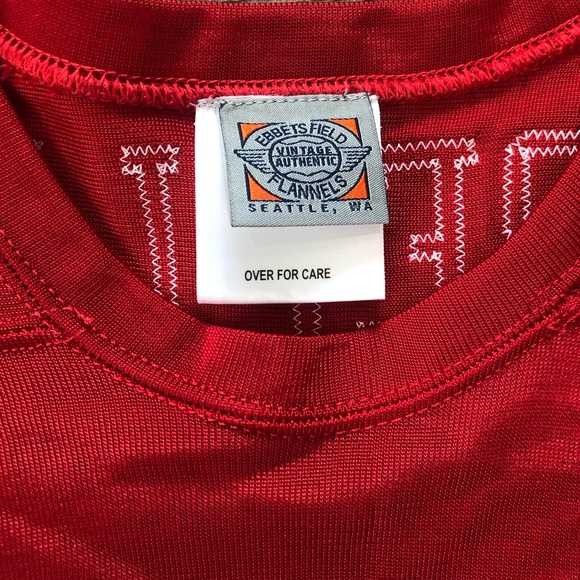 EBBETS FIELD
VINTAGE
AUTHENTIC
FLANNELS
SEATTLE, WA
OVER FOR CARE